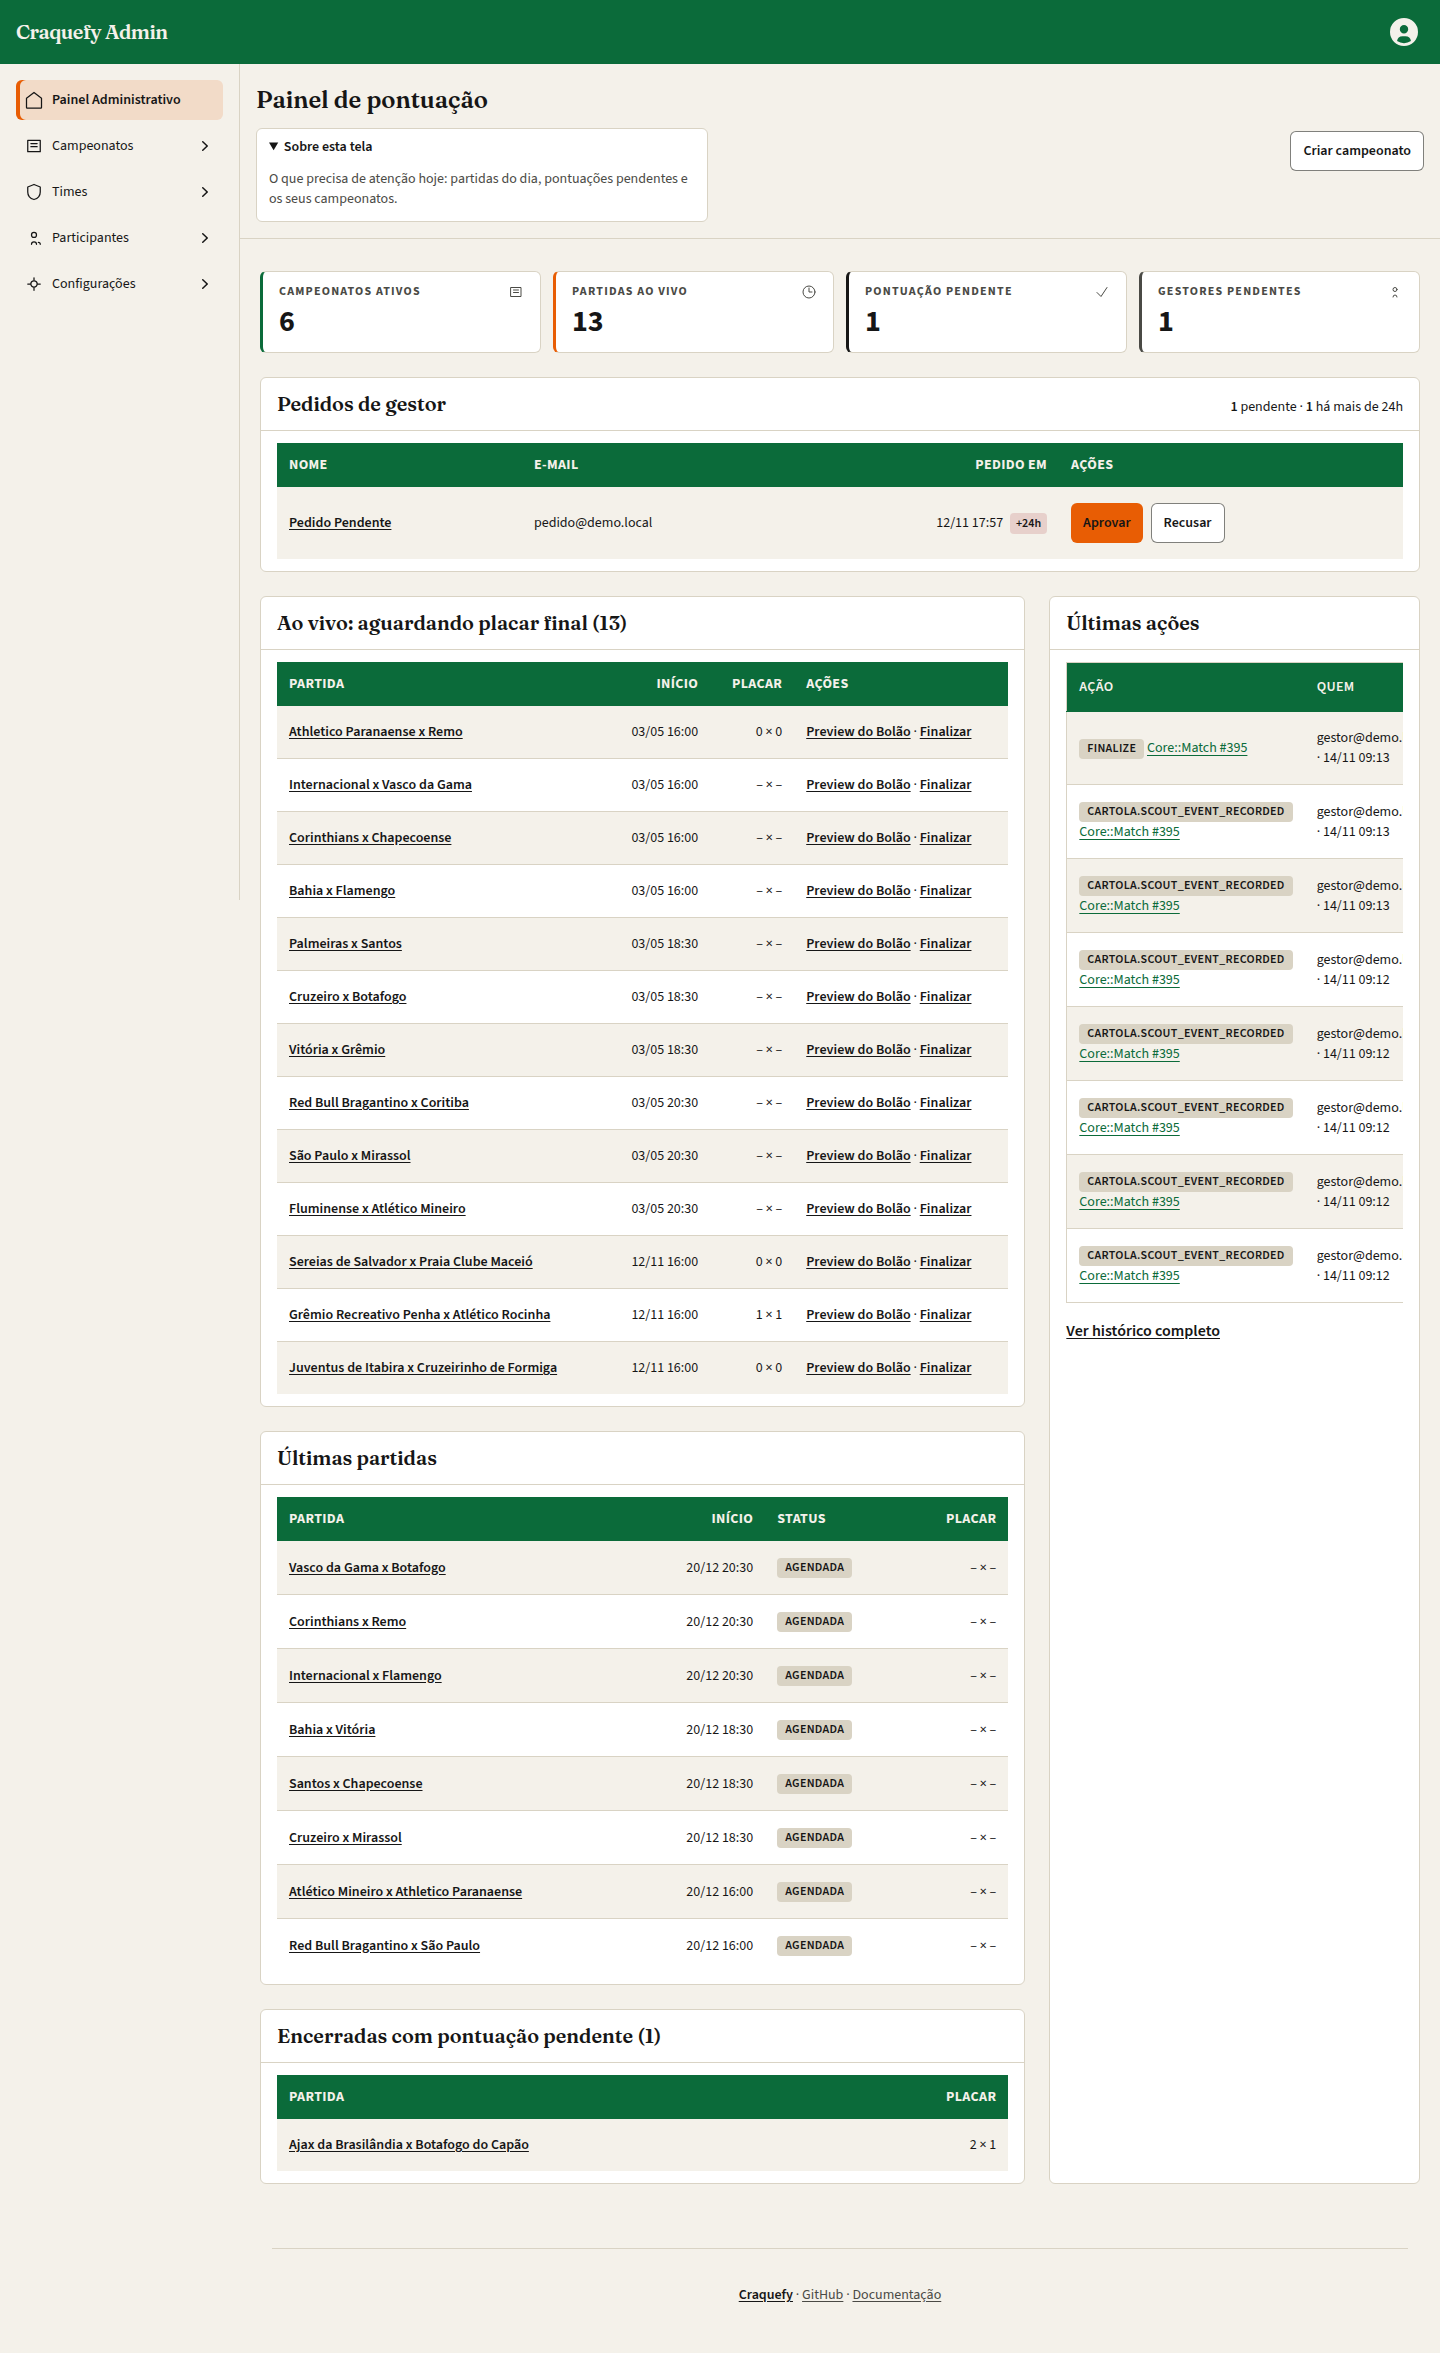 Craquefy Admin
Painel Administrativo
Campeonatos
Times
Participantes
Configurações
Painel de pontuação
Sobre esta tela
O que precisa de atenção hoje: partidas do dia, pontuações pendentes e
os seus campeonatos.
Criar campeonato
CAMPEONATOS ATIVOS
6
PARTIDAS AO VIVO
13
PONTUAÇÃO PENDENTE
1
GESTORES PENDENTES
1
Pedidos de gestor
1 pendente · 1 há mais de 24h
NOME E-MAIL PEDIDO EM AÇÕES
Pedido Pendente pedido@demo.local 12/11 17:57 +24h Aprovar Recusar
Ao vivo: aguardando placar final (13)
PARTIDA INÍCIO PLACAR AÇÕES
Athletico Paranaense x Remo 03/05 16:00 0 × 0 Preview do Bolão · Finalizar
Internacional x Vasco da Gama 03/05 16:00 – × – Preview do Bolão · Finalizar
Corinthians x Chapecoense 03/05 16:00 – × – Preview do Bolão · Finalizar
Bahia x Flamengo 03/05 16:00 – × – Preview do Bolão · Finalizar
Palmeiras x Santos 03/05 18:30 – × – Preview do Bolão · Finalizar
Cruzeiro x Botafogo 03/05 18:30 – × – Preview do Bolão · Finalizar
Vitória x Grêmio 03/05 18:30 – × – Preview do Bolão · Finalizar
Red Bull Bragantino x Coritiba 03/05 20:30 – × – Preview do Bolão · Finalizar
São Paulo x Mirassol 03/05 20:30 – × – Preview do Bolão · Finalizar
Fluminense x Atlético Mineiro 03/05 20:30 – × – Preview do Bolão · Finalizar
Sereias de Salvador x Praia Clube Maceió 12/11 16:00 0 × 0 Preview do Bolão · Finalizar
Grêmio Recreativo Penha x Atlético Rocinha 12/11 16:00 1 × 1 Preview do Bolão · Finalizar
Juventus de Itabira x Cruzeirinho de Formiga 12/11 16:00 0 × 0 Preview do Bolão · Finalizar
Últimas ações
AÇÃO QUEM
FINALIZE Core::Match #395 gestor@demo.
· 14/11 09:13
CARTOLA.SCOUT_EVENT_RECORDED gestor@demo.
Core::Match #395 · 14/11 09:13
CARTOLA.SCOUT_EVENT_RECORDED gestor@demo.
Core::Match #395 · 14/11 09:13
CARTOLA.SCOUT_EVENT_RECORDED gestor@demo.
Core::Match #395 · 14/11 09:12
CARTOLA.SCOUT_EVENT_RECORDED gestor@demo.
Core::Match #395 · 14/11 09:12
CARTOLA.SCOUT_EVENT_RECORDED gestor@demo.
Core::Match #395 · 14/11 09:12
CARTOLA.SCOUT_EVENT_RECORDED gestor@demo.
Core::Match #395 · 14/11 09:12
CARTOLA.SCOUT_EVENT_RECORDED gestor@demo.
Core::Match #395 · 14/11 09:12
Ver histórico completo
Últimas partidas
PARTIDA INÍCIO STATUS PLACAR
Vasco da Gama x Botafogo 20/12 20:30 AGENDADA – × –
Corinthians x Remo 20/12 20:30 AGENDADA – × –
Internacional x Flamengo 20/12 20:30 AGENDADA – × –
Bahia x Vitória 20/12 18:30 AGENDADA – × –
Santos x Chapecoense 20/12 18:30 AGENDADA – × –
Cruzeiro x Mirassol 20/12 18:30 AGENDADA – × –
Atlético Mineiro x Athletico Paranaense 20/12 16:00 AGENDADA – × –
Red Bull Bragantino x São Paulo 20/12 16:00 AGENDADA – × –
Encerradas com pontuação pendente (1)
PARTIDA PLACAR
Ajax da Brasilândia x Botafogo do Capão 2 × 1
Craquefy · GitHub · Documentação